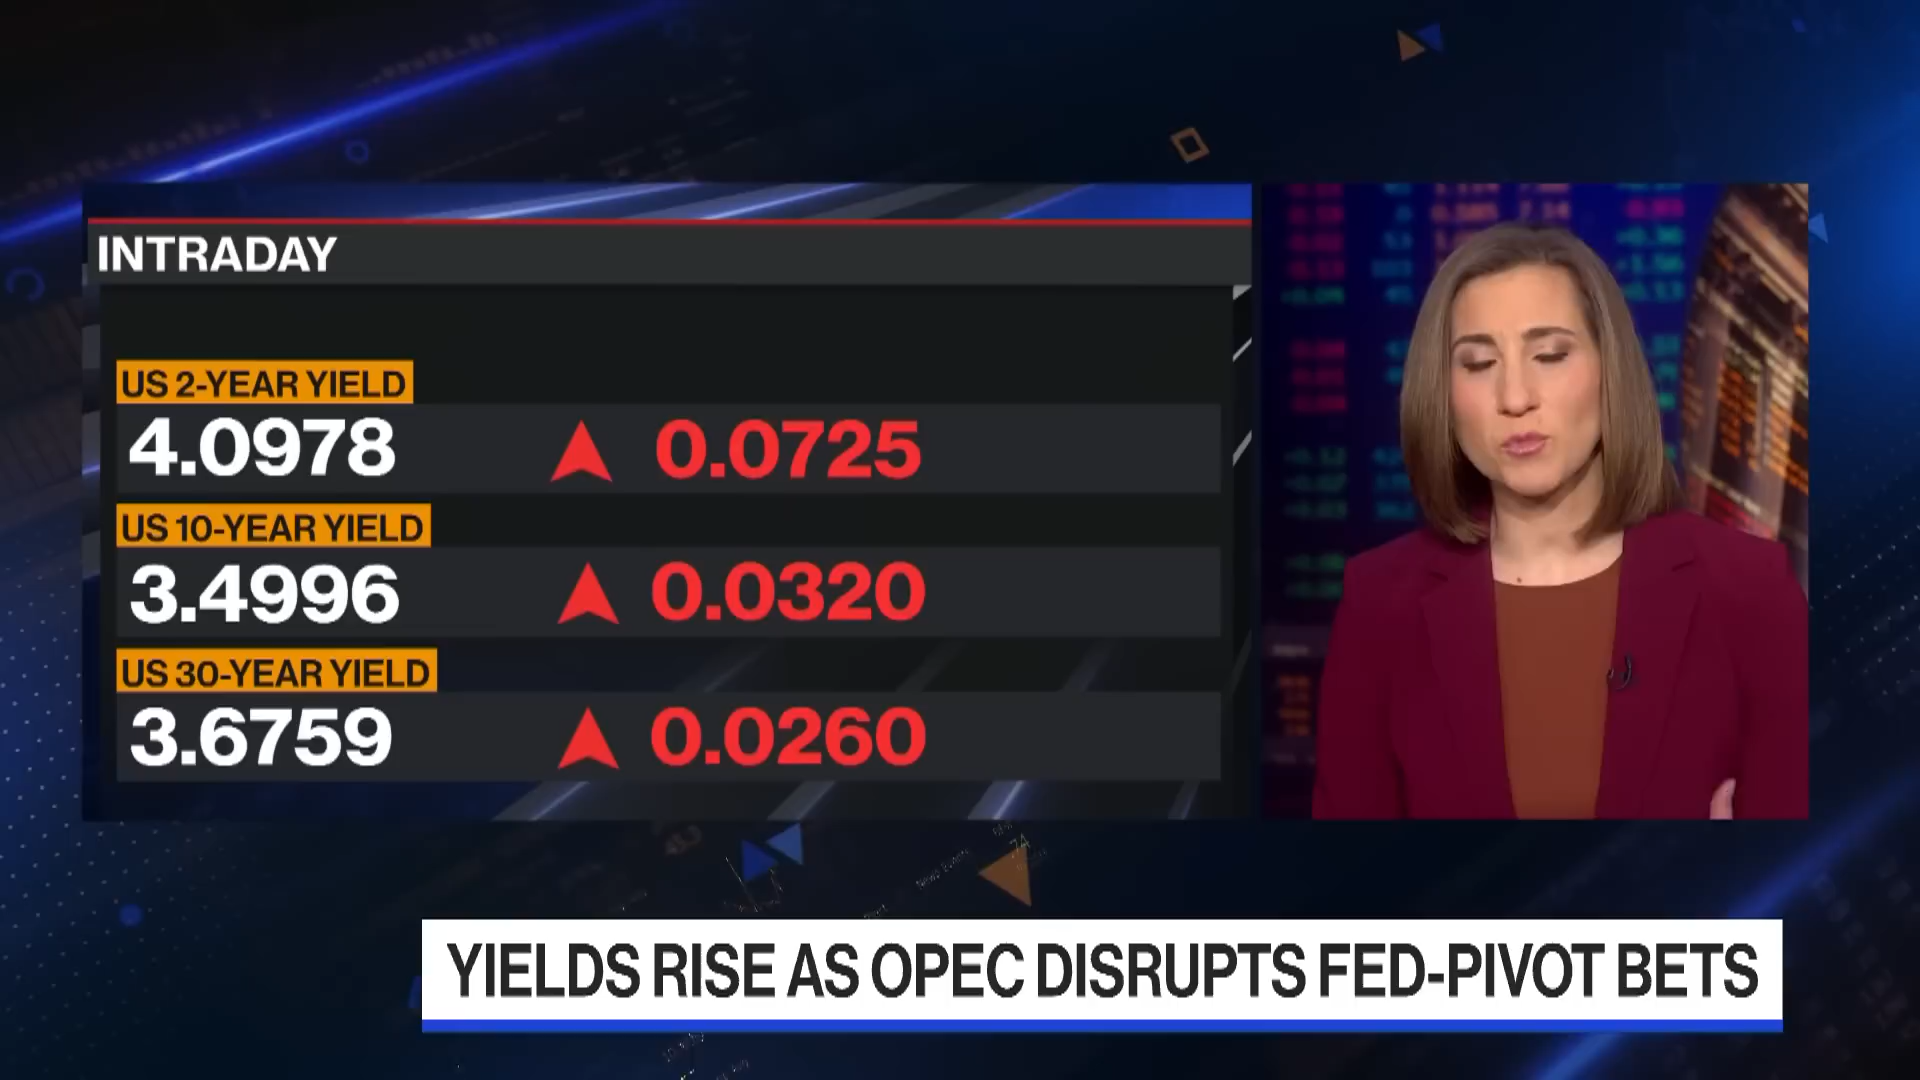 INTRADAY
US 2-YEAR YIELD
4.0978 ▲ 0.0725
US 10-YEAR YIELD
3.4996 ▲ 0.0320
US 30-YEAR YIELD
3.6759 ▲ 0.0260
YIELDS RISE AS OPEC DISRUPTS FED-PIVOT BETS